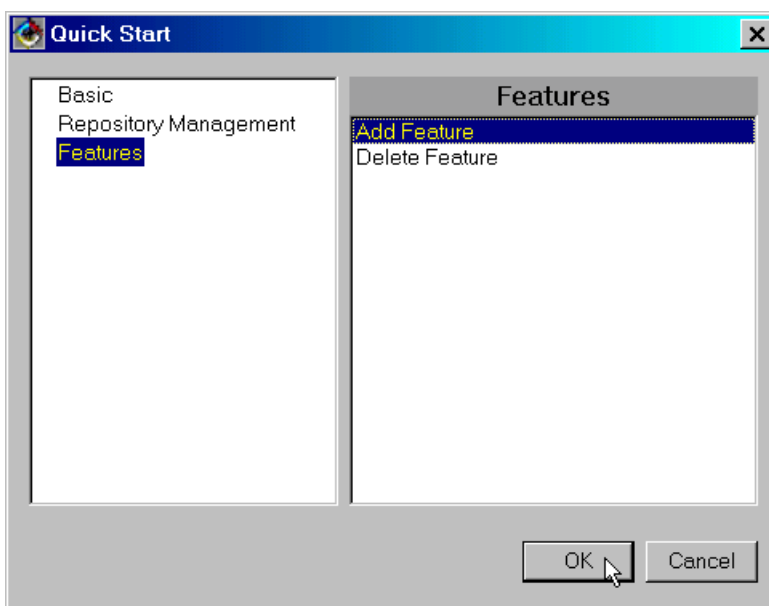 Quick Start
Basic
Repository Management
Features
Features
Add Feature
Delete Feature
OK
Cancel